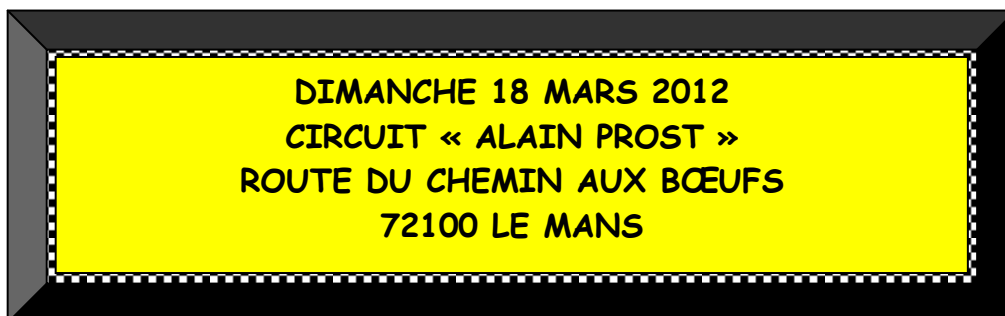 DIMANCHE 18 MARS 2012
CIRCUIT « ALAIN PROST »
ROUTE DU CHEMIN AUX BŒUFS
72100 LE MANS